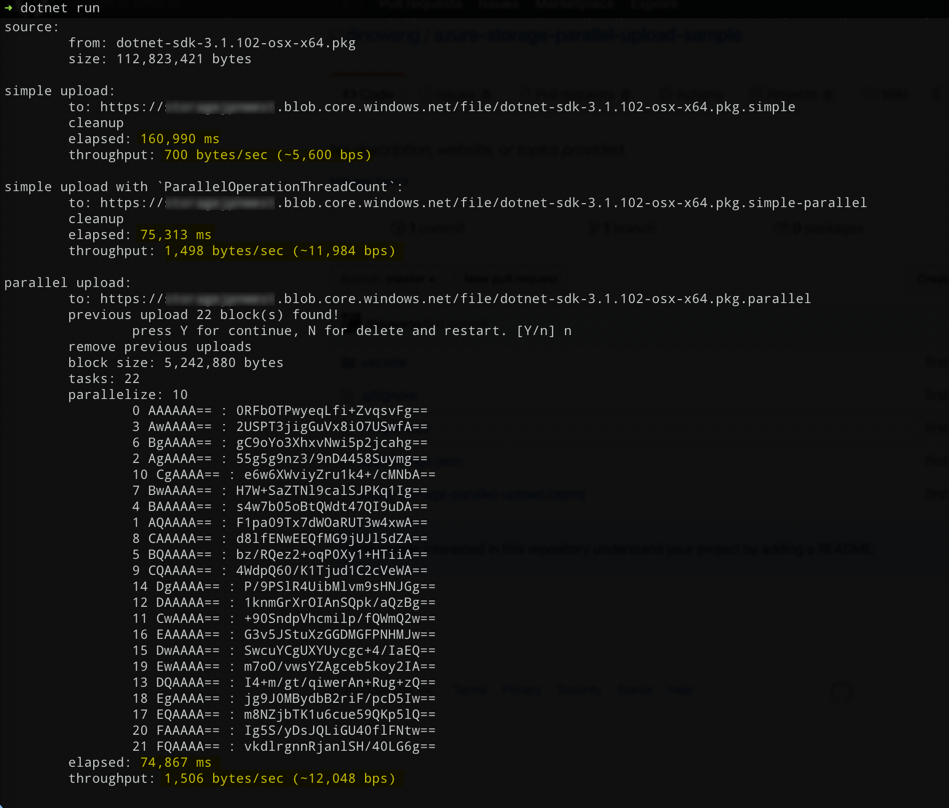 ➜ dotnet run
source:
from: dotnet-sdk-3.1.102-osx-x64.pkg
size: 112,823,421 bytes
simple upload:
to: https://.blob.core.windows.net/file/dotnet-sdk-3.1.102-osx-x64.pkg.simple
cleanup
elapsed: 160,990 ms
throughput: 700 bytes/sec (~5,600 bps)
simple upload with `ParallelOperationThreadCount`:
to: https://.blob.core.windows.net/file/dotnet-sdk-3.1.102-osx-x64.pkg.simple-parallel
cleanup
elapsed: 75,313 ms
throughput: 1,498 bytes/sec (~11,984 bps)
parallel upload:
to: https://.blob.core.windows.net/file/dotnet-sdk-3.1.102-osx-x64.pkg.parallel
previous upload 22 block(s) found!
press Y for continue, N for delete and restart. [Y/n] n
remove previous uploads
block size: 5,242,880 bytes
tasks: 22
parallelize: 10
0 AAAAAA== : 0RFbOTPwyeqLfi+ZvqsvFg==
3 AwAAAA== : 2USPT3jigGuVx8iO7USwfA==
6 BgAAAA== : gC9oYo3XhxvNwi5p2jcahg==
2 AgAAAA== : 55g5g9nz3/9nD4458Suymg==
10 CgAAAA== : e6w6XWviyZru1k4+/cMNbA==
7 BwAAAA== : H7W+SaZTNl9calSJPKq1Ig==
4 BAAAAA== : s4w7b05oBtQWdt47QI9uDA==
1 AQAAAA== : F1pa09Tx7dWOaRUT3w4xwA==
8 CAAAAA== : d8lfENwEEQfMG9jUJl5dZA==
5 BQAAAA== : bz/RQez2+oqP0Xy1+HTiiA==
9 CQAAAA== : 4WdpQ60/K1Tjud1C2cVeWA==
14 DgAAAA== : P/9PSlR4UibMlvm9sHNJGg==
12 DAAAAA== : 1knmGrXrOIAnSQpk/aQzBg==
11 CwAAAA== : +90SndpVhcmilp/fQWmQ2w==
16 EAAAAA== : G3v5JStuXzGGDMGFPNHMJw==
15 DwAAAA== : SwcuYCgUXYUycgc+4/IaEQ==
19 EwAAAA== : m7oO/vwsYZAgceb5koy2IA==
13 DQAAAA== : I4+m/gt/qiwerAn+Rug+zQ==
18 EgAAAA== : jg9J0MBydbB2riF/pcD5Iw==
17 EQAAAA== : m8NZjbTK1u6cue59QKp5lQ==
20 FAAAAA== : Ig5S/yDsJQLiGU40flFNtw==
21 FQAAAA== : vkdlrgnnRjanlSH/40LG6g==
elapsed: 74,867 ms
throughput: 1,506 bytes/sec (~12,048 bps)